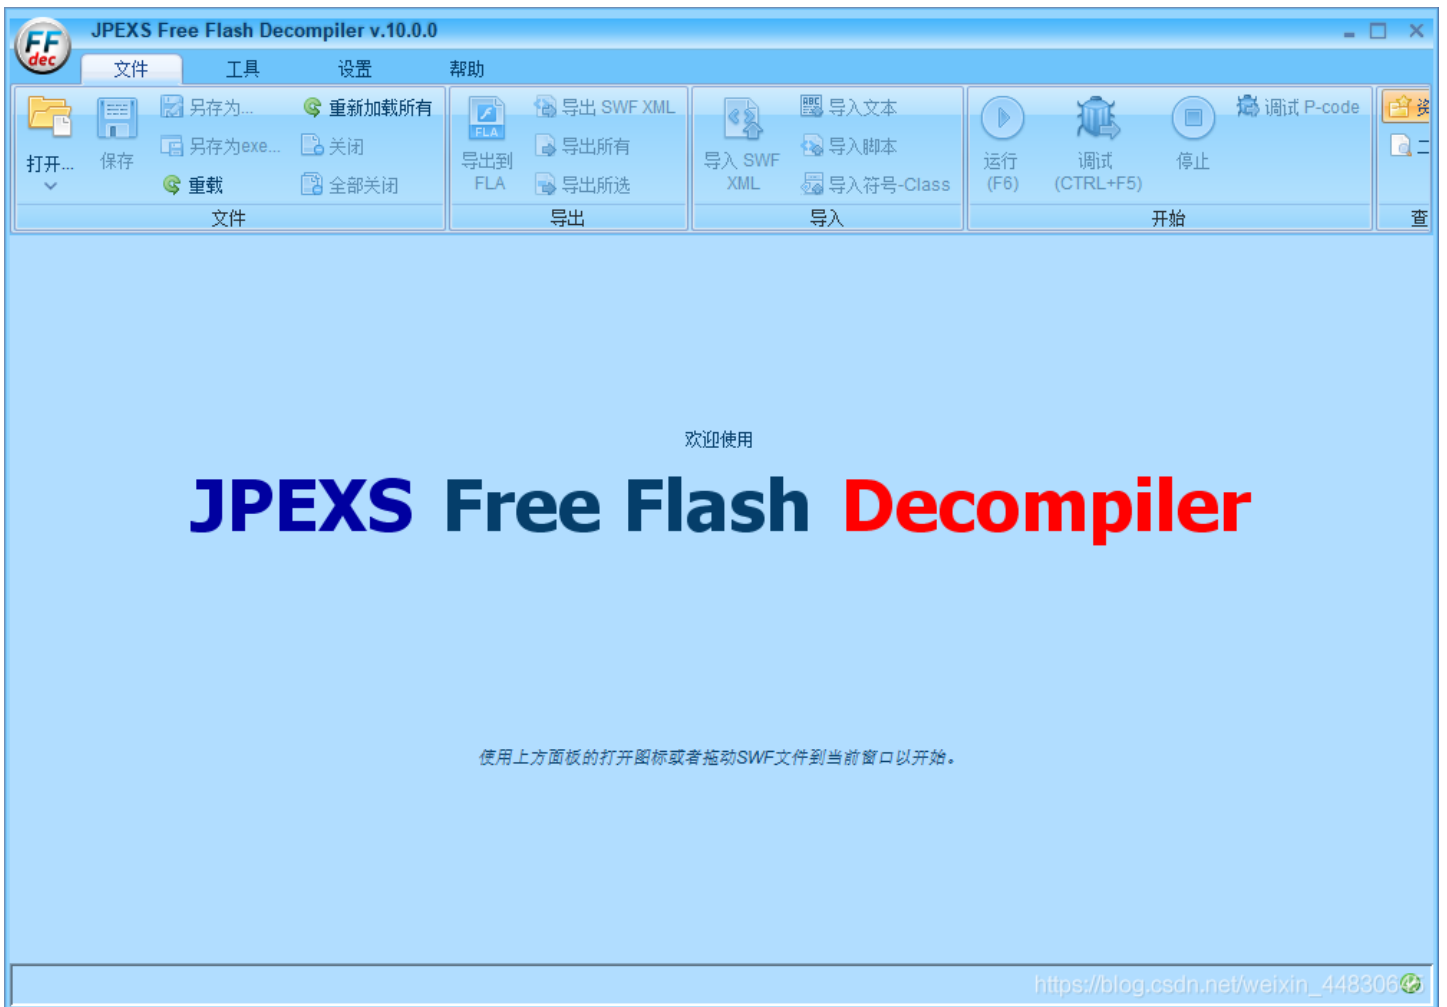 JPEXS Free Flash Decompiler v.10.0.0
FF
dec
文件 工具 设置 帮助
打开...
保存
另存为...
另存为exe...
重载
重新加载所有
关闭
全部关闭
文件
FLA
导出到
FLA
导出 SWF XML
导出所有
导出所选
导出
导入 SWF
XML
ABC
导入文本
导入脚本
导入符号-Class
导入
运行
(F6)
调试
(CTRL+F5)
停止
调试 P-code
开始
资
二
查
欢迎使用
JPEXS Free Flash Decompiler
使用上方面板的打开图标或者拖动SWF文件到当前窗口以开始。